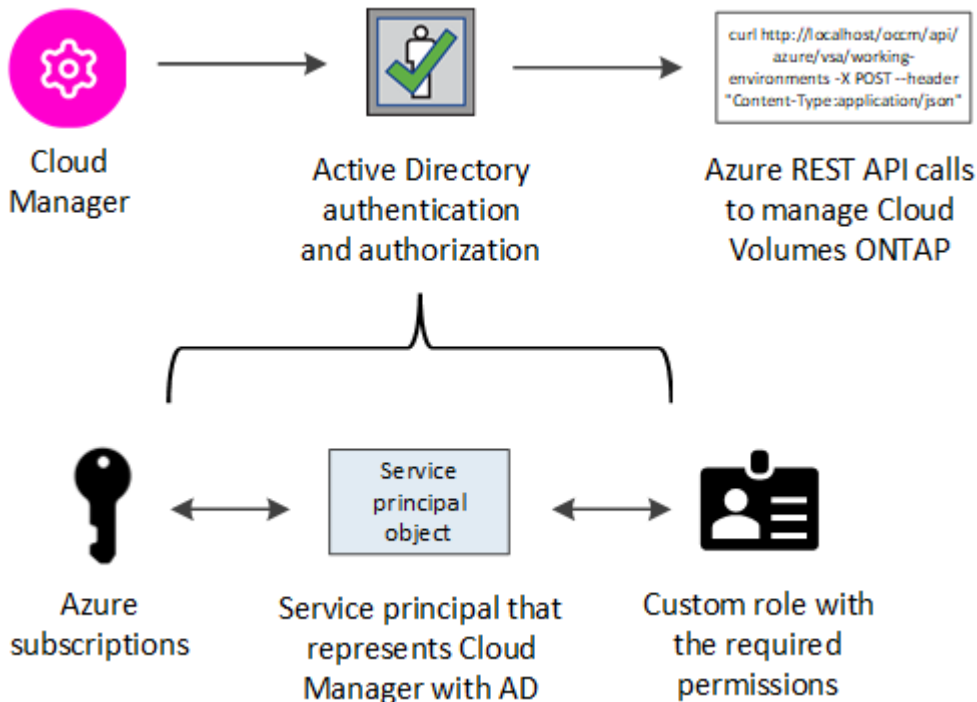 curl http://localhost/occm/api/
azure/vsa/working-
environments -X POST --header
"Content-Type:application/json"
Cloud
Manager
Active Directory
authentication
and authorization
Azure REST API calls
to manage Cloud
Volumes ONTAP
Service
principal
object
Azure
subscriptions
Service principal that
represents Cloud
Manager with AD
Custom role with
the required
permissions